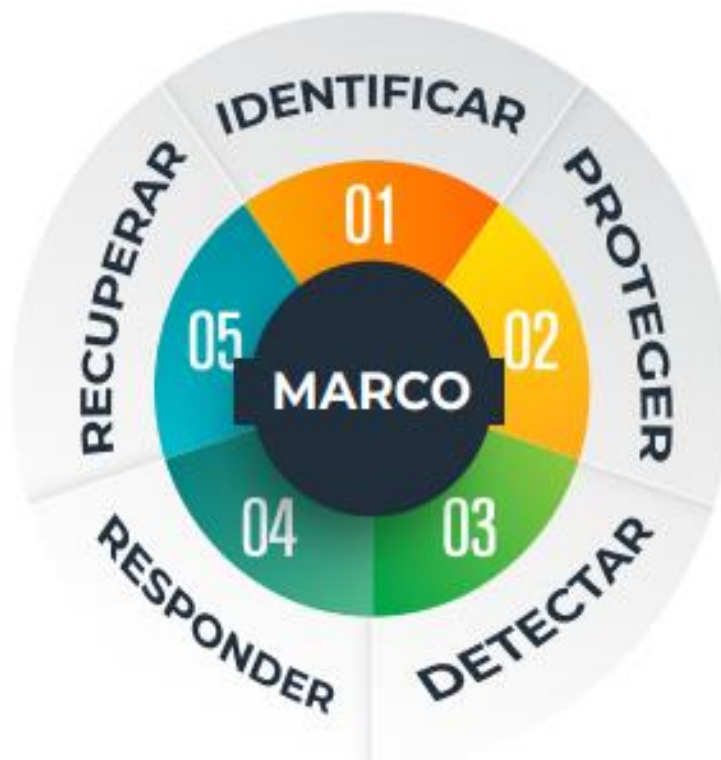 IDENTIFICAR
01
PROTEGER
02
DETECTAR
03
RESPONDER
04
RECUPERAR
05
MARCO